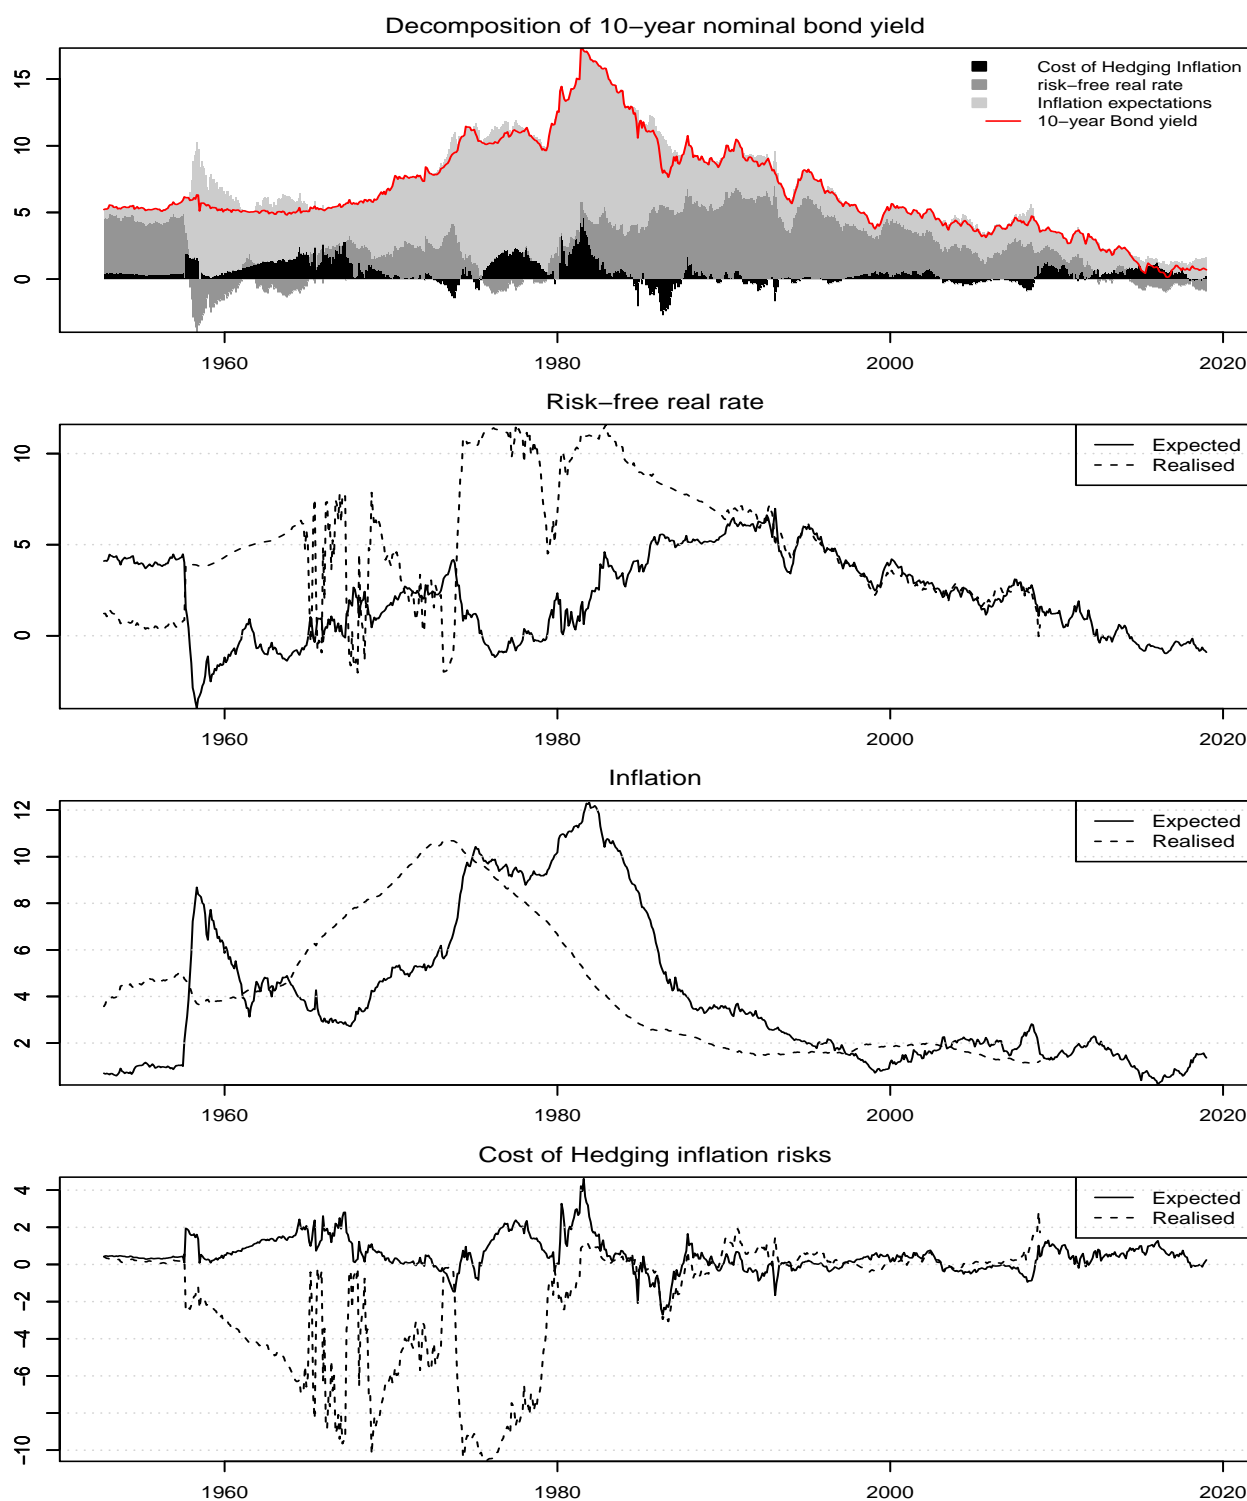 Decomposition of 10−year nominal bond yield
15
10
5
0
Cost of Hedging Inflation
risk−free real rate
Inflation expectations
10−year Bond yield
1960 1980 2000 2020
Risk−free real rate
10
5
0
Expected
Realised
1960 1980 2000 2020
Inflation
12
10
8
6
4
2
Expected
Realised
1960 1980 2000 2020
Cost of Hedging inflation risks
4
2
0
−2
−4
−6
−10
Expected
Realised
1960 1980 2000 2020